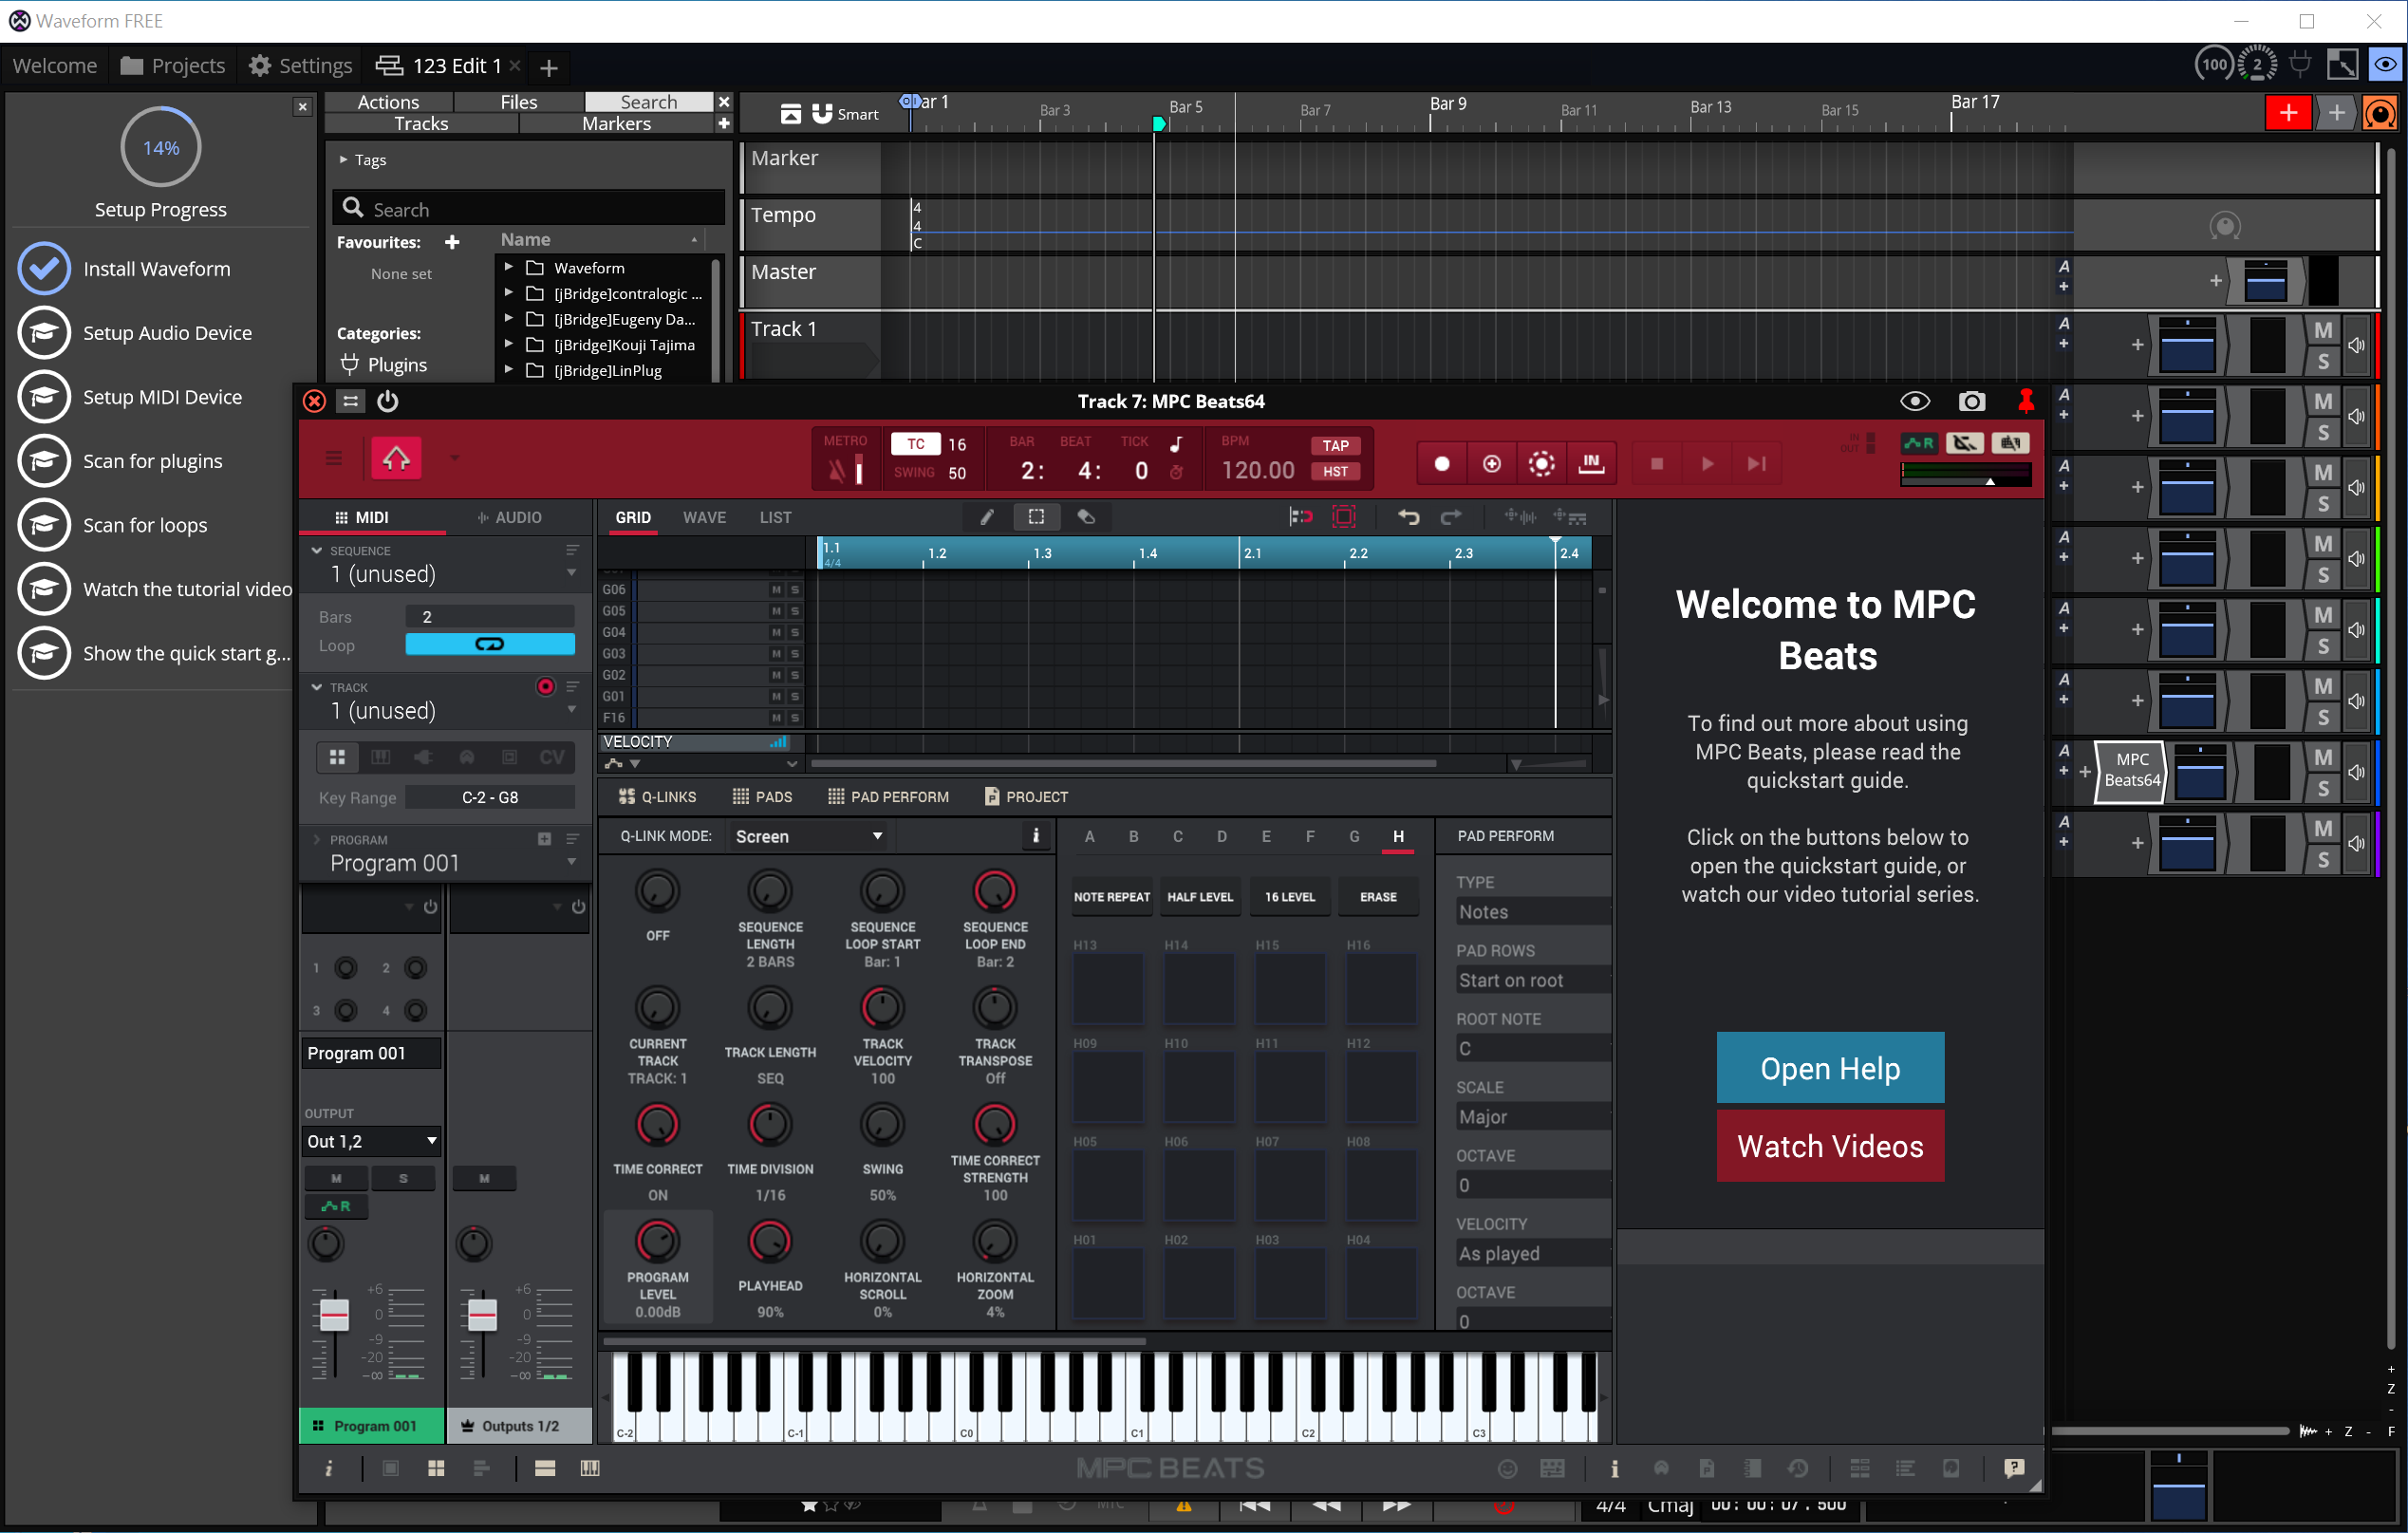 Waveform FREE
Welcome
Projects
Settings
123 Edit 1
100
2
14%
Setup Progress
Install Waveform
Setup Audio Device
Setup MIDI Device
Scan for plugins
Scan for loops
Watch the tutorial video
Show the quick start g...
Actions
Files
Search
Tracks
Markers
Tags
Search
Favourites:
None set
Categories:
Plugins
Name
Waveform
[jBridge]contralogic ...
[jBridge]Eugeny Da...
[jBridge]Kouji Tajima
[jBridge]LinPlug
Smart
ar 1
Bar 3
Bar 5
Bar 7
Bar 9
Bar 11
Bar 13
Bar 15
Bar 17
Marker
Tempo
4
4
C
Master
Track 1
A
A
M
S
A
M
S
A
M
S
A
M
S
A
M
S
A
M
S
A
MPC
Beats64
M
S
A
M
S
Track 7: MPC Beats64
METRO
TC
16
SWING
50
BAR
BEAT
TICK
2:
4:
0
BPM
120.00
TAP
HST
IN
IN
OUT
R
MIDI
AUDIO
SEQUENCE
1 (unused)
Bars
2
Loop
TRACK
1 (unused)
CV
Key Range
C-2 - G8
PROGRAM
Program 001
1
2
3
4
Program 001
OUTPUT
Out 1,2
M
S
M
R
+6
0
-9
-20
-∞
+6
0
-9
-20
-∞
Program 001
Outputs 1/2
GRID
WAVE
LIST
1.1
4/4
1.2
1.3
1.4
2.1
2.2
2.3
2.4
G06
M S
G05
M S
G04
M S
G03
M S
G02
M S
G01
M S
F16
M S
VELOCITY
Q-LINKS
PADS
PAD PERFORM
PROJECT
Q-LINK MODE:
Screen
OFF
SEQUENCE
LENGTH
2 BARS
SEQUENCE
LOOP START
Bar: 1
SEQUENCE
LOOP END
Bar: 2
CURRENT
TRACK
TRACK: 1
TRACK LENGTH
SEQ
TRACK
VELOCITY
100
TRACK
TRANSPOSE
Off
TIME CORRECT
ON
TIME DIVISION
1/16
SWING
50%
TIME CORRECT
STRENGTH
100
PROGRAM
LEVEL
0.00dB
PLAYHEAD
90%
HORIZONTAL
SCROLL
0%
HORIZONTAL
ZOOM
4%
A
B
C
D
E
F
G
H
NOTE REPEAT
HALF LEVEL
16 LEVEL
ERASE
H13
H14
H15
H16
H09
H10
H11
H12
H05
H06
H07
H08
H01
H02
H03
H04
PAD PERFORM
TYPE
Notes
PAD ROWS
Start on root
ROOT NOTE
C
SCALE
Major
OCTAVE
0
VELOCITY
As played
OCTAVE
0
C-2
C-1
C0
C1
C2
C3
MPC BEATS
Welcome to MPC
Beats
To find out more about using
MPC Beats, please read the
quickstart guide.
Click on the buttons below to
open the quickstart guide, or
watch our video tutorial series.
Open Help
Watch Videos
Z
Z
F
MTC
4/4
Cmaj
00: 00: 07. 500